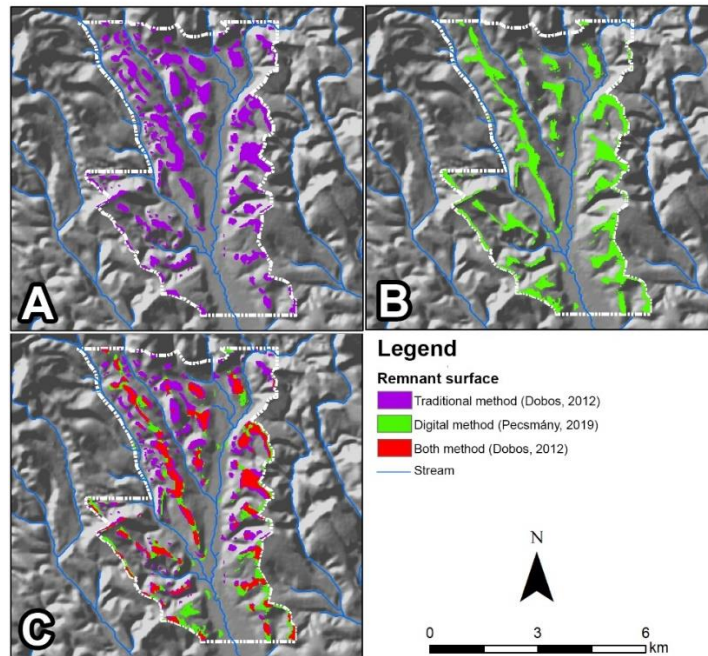 A
B
C
Legend
Remnant surface
Traditional method (Dobos, 2012)
Digital method (Pecsmány, 2019)
Both method (Dobos, 2012)
Stream
N
0 3 6
km